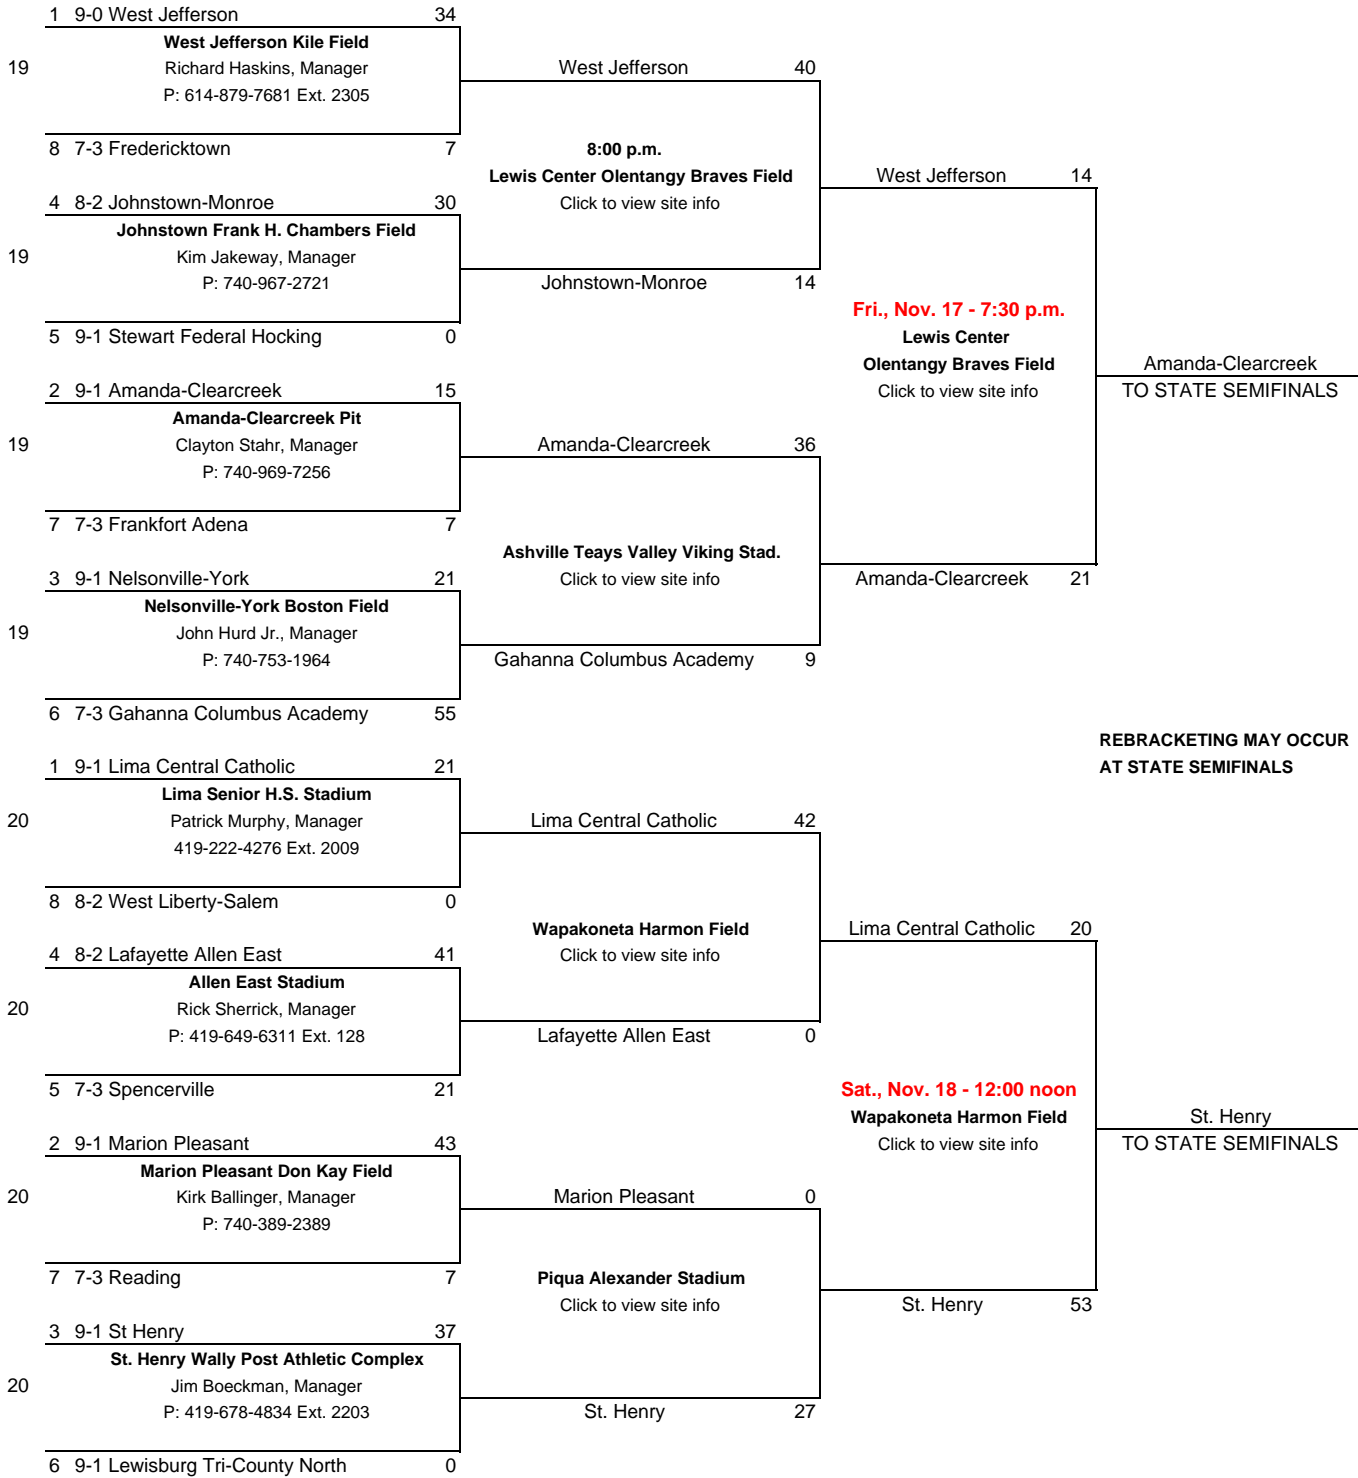 1 9-0 West Jefferson 34
West Jefferson Kile Field
19 Richard Haskins, Manager
P: 614-879-7681 Ext. 2305
8 7-3 Fredericktown 7
West Jefferson 40
8:00 p.m.
Lewis Center Olentangy Braves Field
Click to view site info
4 8-2 Johnstown-Monroe 30
Johnstown Frank H. Chambers Field
19 Kim Jakeway, Manager
P: 740-967-2721
5 9-1 Stewart Federal Hocking 0
Johnstown-Monroe 14
West Jefferson 14
Fri., Nov. 17 - 7:30 p.m.
Lewis Center
Olentangy Braves Field
Click to view site info
Amanda-Clearcreek
TO STATE SEMIFINALS
2 9-1 Amanda-Clearcreek 15
Amanda-Clearcreek Pit
19 Clayton Stahr, Manager
P: 740-969-7256
7 7-3 Frankfort Adena 7
Amanda-Clearcreek 36
Ashville Teays Valley Viking Stad.
Click to view site info
Amanda-Clearcreek 21
3 9-1 Nelsonville-York 21
Nelsonville-York Boston Field
19 John Hurd Jr., Manager
P: 740-753-1964
6 7-3 Gahanna Columbus Academy 55
Gahanna Columbus Academy 9
REBRACKETING MAY OCCUR
AT STATE SEMIFINALS
1 9-1 Lima Central Catholic 21
Lima Senior H.S. Stadium
20 Patrick Murphy, Manager
419-222-4276 Ext. 2009
8 8-2 West Liberty-Salem 0
Lima Central Catholic 42
Wapakoneta Harmon Field
Click to view site info
4 8-2 Lafayette Allen East 41
Allen East Stadium
20 Rick Sherrick, Manager
P: 419-649-6311 Ext. 128
5 7-3 Spencerville 21
Lafayette Allen East 0
Lima Central Catholic 20
Sat., Nov. 18 - 12:00 noon
Wapakoneta Harmon Field
Click to view site info
St. Henry
TO STATE SEMIFINALS
2 9-1 Marion Pleasant 43
Marion Pleasant Don Kay Field
20 Kirk Ballinger, Manager
P: 740-389-2389
7 7-3 Reading 7
Marion Pleasant 0
Piqua Alexander Stadium
Click to view site info
St. Henry 53
3 9-1 St Henry 37
St. Henry Wally Post Athletic Complex
20 Jim Boeckman, Manager
P: 419-678-4834 Ext. 2203
6 9-1 Lewisburg Tri-County North 0
St. Henry 27